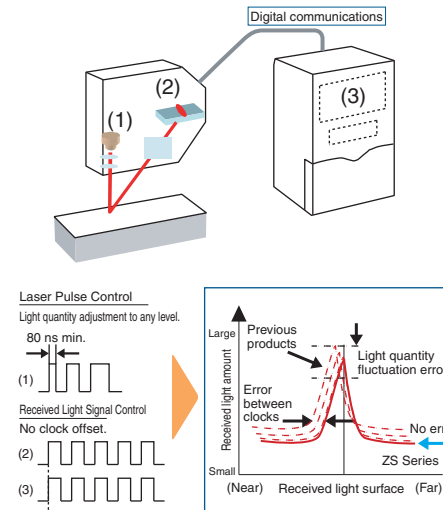 Digital communications
(1)
(2)
(3)
Laser Pulse Control
Light quantity adjustment to any level.
80 ns min.
(1)
Received Light Signal Control
No clock offset.
(2)
(3)
Received light amount
Large
Small
Previous
products
Error
between
clocks
Light quantity
fluctuation error
No err
ZS Series
(Near)
Received light surface
(Far)